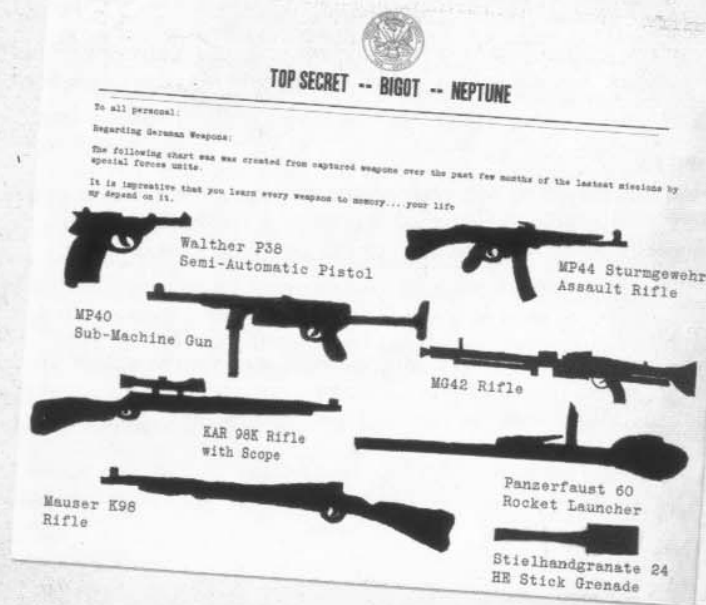 TOP SECRET -- BIGOT -- NEPTUNE
To all personal:
Regarding Geraman Weapons:
The following chart was was created from captured weapons over the past few months of the lastest missions by
special forces units.
It is impreative that you learn every weapons to memory....your life
my depend on it.
Walther P38
Semi-Automatic Pistol
MP44 Sturmgewehr
Assault Rifle
MP40
Sub-Machine Gun
MG42 Rifle
KAR 98K Rifle
with Scope
Panzerfaust 60
Rocket Launcher
Mauser K98
Rifle
Stielhandgranate 24
HE Stick Grenade